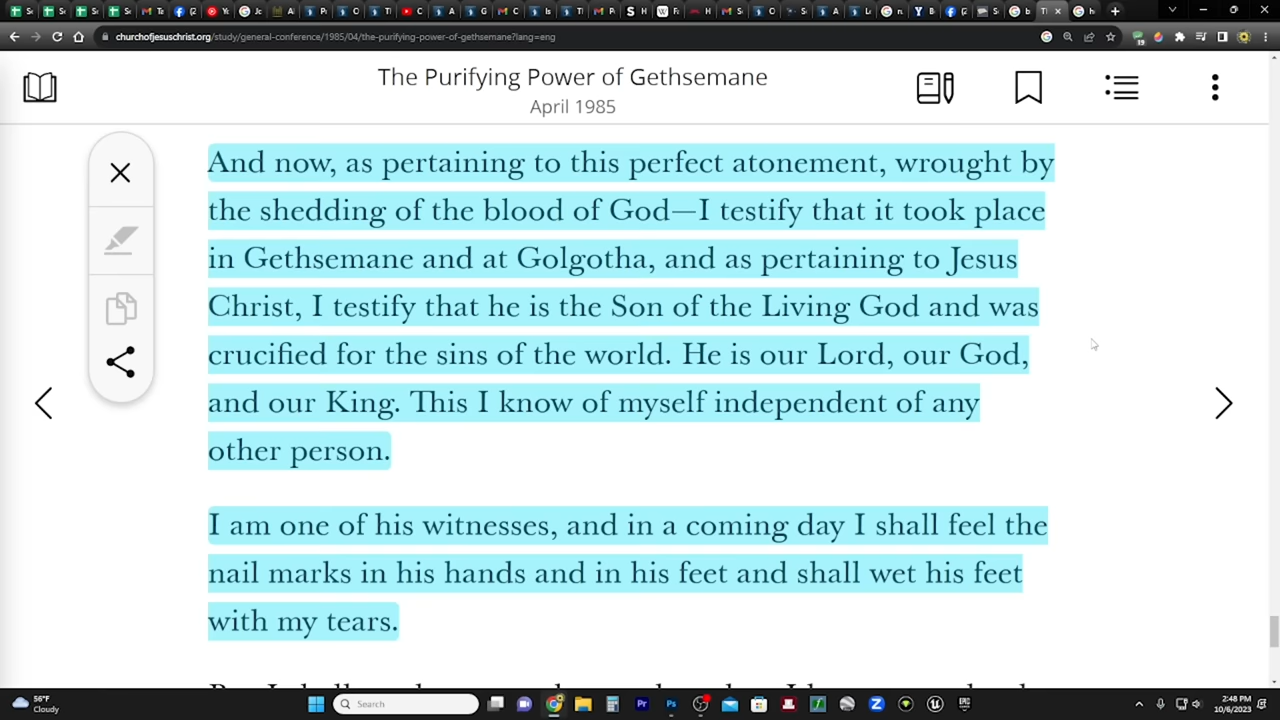 churchofjesuschrist.org/study/general-conference/1985/04/the-purifying-power-of-gethsemane?lang=eng
The Purifying Power of Gethsemane
April 1985
And now, as pertaining to this perfect atonement, wrought by
the shedding of the blood of God—I testify that it took place
in Gethsemane and at Golgotha, and as pertaining to Jesus
Christ, I testify that he is the Son of the Living God and was
crucified for the sins of the world. He is our Lord, our God,
and our King. This I know of myself independent of any
other person.
I am one of his witnesses, and in a coming day I shall feel the
nail marks in his hands and in his feet and shall wet his feet
with my tears.
56°F
Cloudy
Search
2:48 PM
10/6/2023